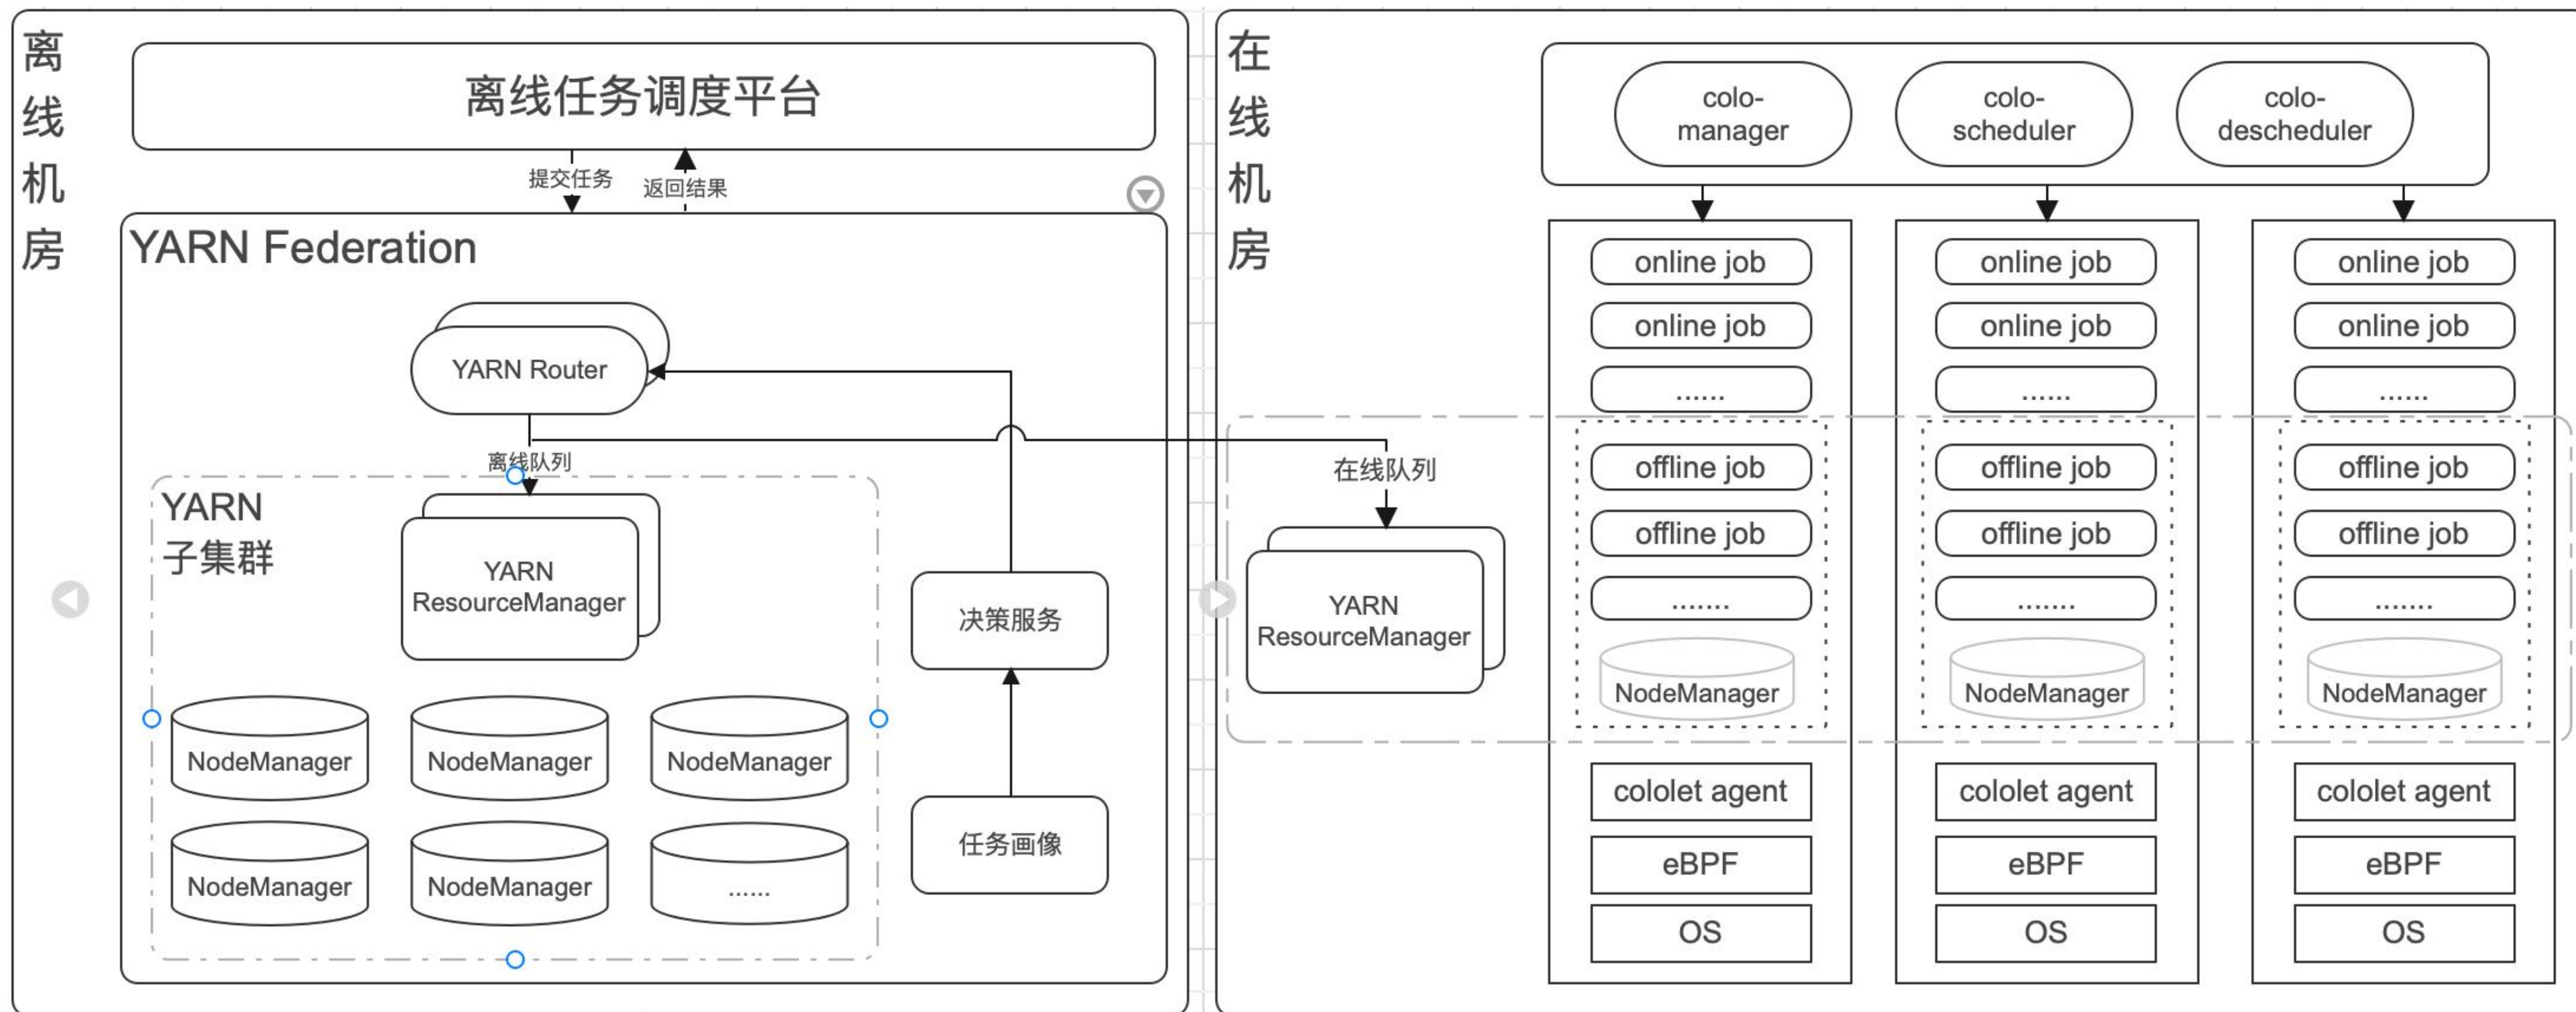 离
线
机
房
离线任务调度平台
提交任务
返回结果
YARN Federation
YARN Router
离线队列
YARN
子集群
YARN
ResourceManager
NodeManager
NodeManager
NodeManager
NodeManager
NodeManager
......
决策服务
任务画像
在
线
机
房
colo-
manager
colo-
scheduler
colo-
descheduler
在线队列
YARN
ResourceManager
online job
online job
......
offline job
offline job
.......
NodeManager
cololet agent
eBPF
OS
online job
online job
......
offline job
offline job
.......
NodeManager
cololet agent
eBPF
OS
online job
online job
......
offline job
offline job
.......
NodeManager
cololet agent
eBPF
OS